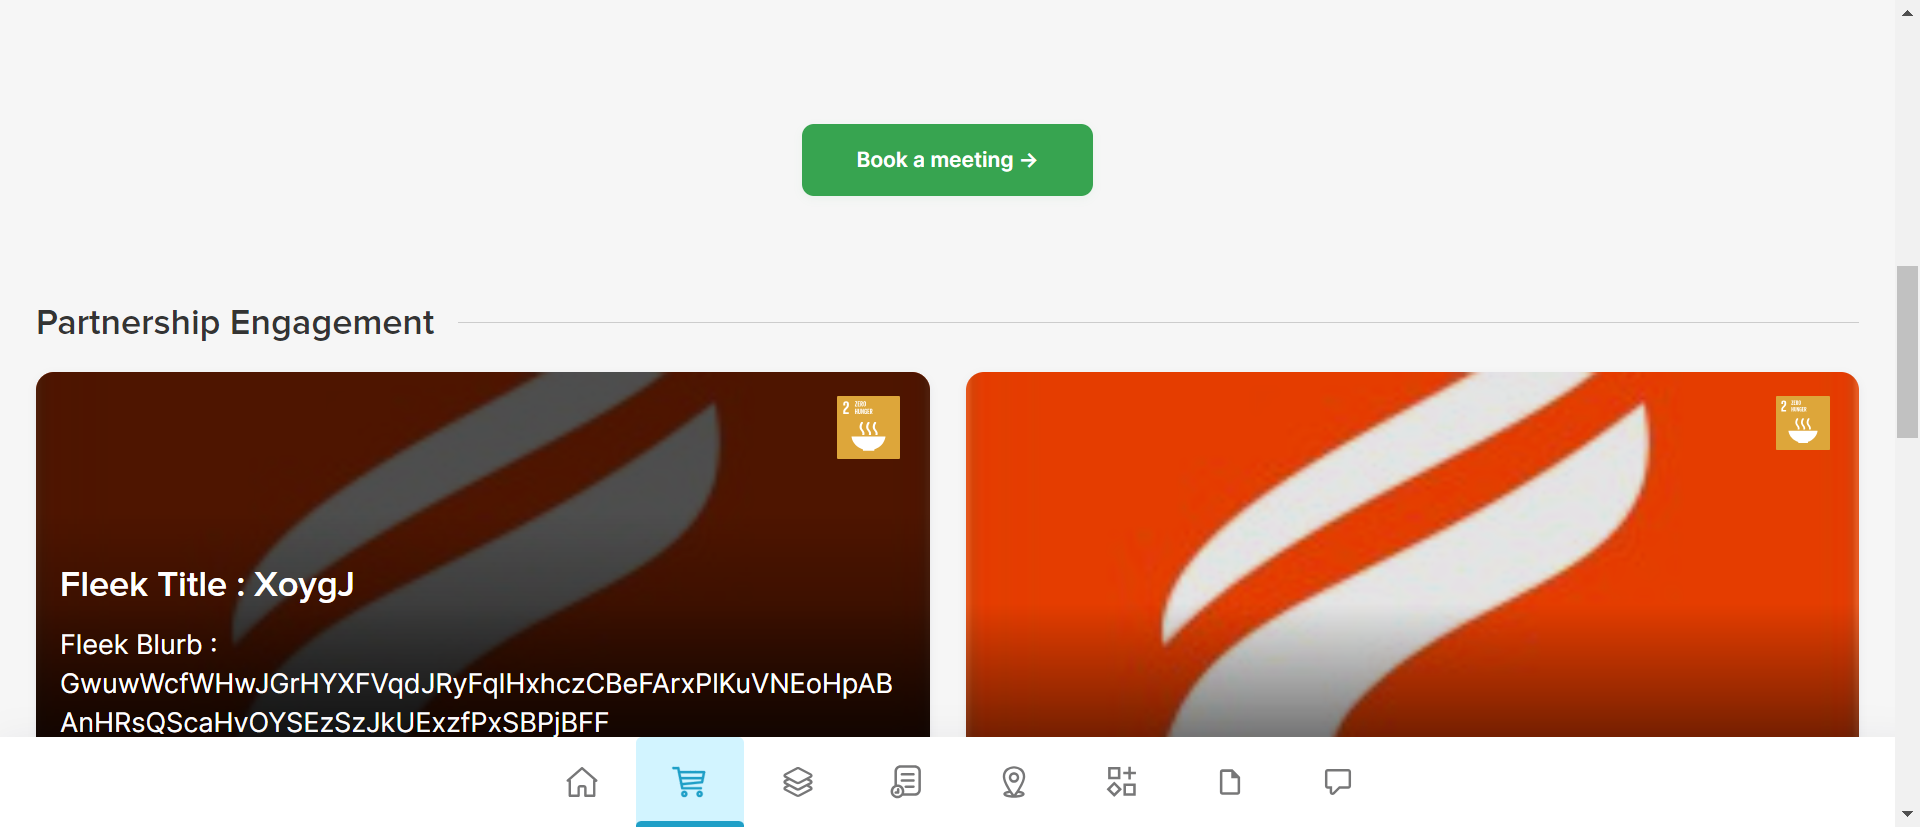 Book a meeting →
Partnership Engagement
2 ZERO
HUNGER
Fleek Title : XoygJ
Fleek Blurb :
GwuwWcfWHwJGrHYXFVqdJRyFqlHxhczCBeFArxPlKuVNEoHpAB
AnHRsQScaHvOYSEzSzJkUExzfPxSBPjBFF
2 ZERO
HUNGER